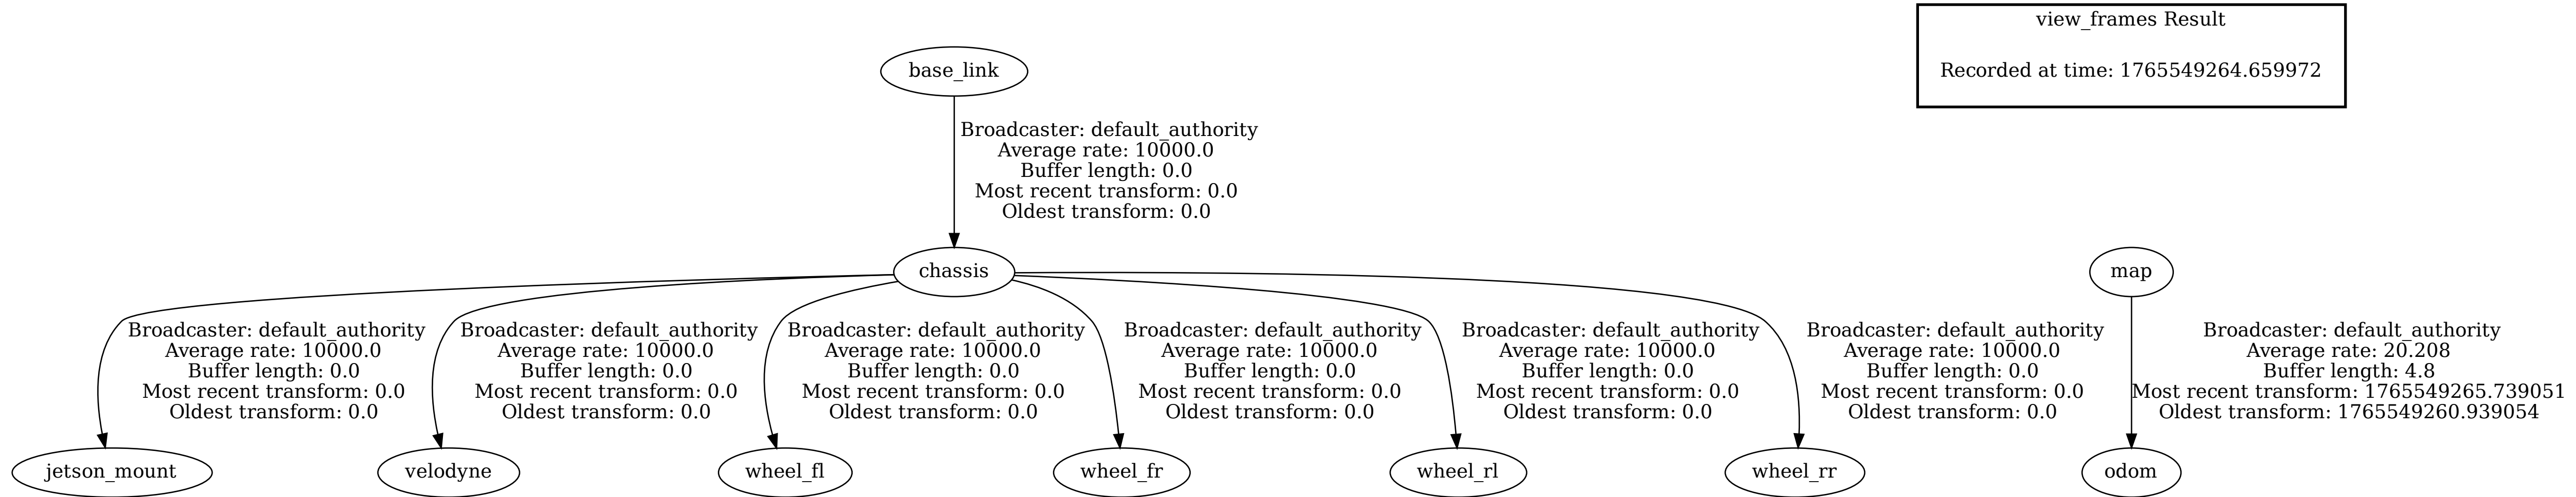 view_frames Result
Recorded at time: 1765549264.659972
base_link
Broadcaster: default_authority
Average rate: 10000.0
Buffer length: 0.0
Most recent transform: 0.0
Oldest transform: 0.0
chassis
map
Broadcaster: default_authority
Average rate: 10000.0
Buffer length: 0.0
Most recent transform: 0.0
Oldest transform: 0.0
Broadcaster: default_authority
Average rate: 10000.0
Buffer length: 0.0
Most recent transform: 0.0
Oldest transform: 0.0
Broadcaster: default_authority
Average rate: 10000.0
Buffer length: 0.0
Most recent transform: 0.0
Oldest transform: 0.0
Broadcaster: default_authority
Average rate: 10000.0
Buffer length: 0.0
Most recent transform: 0.0
Oldest transform: 0.0
Broadcaster: default_authority
Average rate: 10000.0
Buffer length: 0.0
Most recent transform: 0.0
Oldest transform: 0.0
Broadcaster: default_authority
Average rate: 10000.0
Buffer length: 0.0
Most recent transform: 0.0
Oldest transform: 0.0
Broadcaster: default_authority
Average rate: 20.208
Buffer length: 4.8
Most recent transform: 1765549265.739051
Oldest transform: 1765549260.939054
jetson_mount
velodyne
wheel_fl
wheel_fr
wheel_rl
wheel_rr
odom